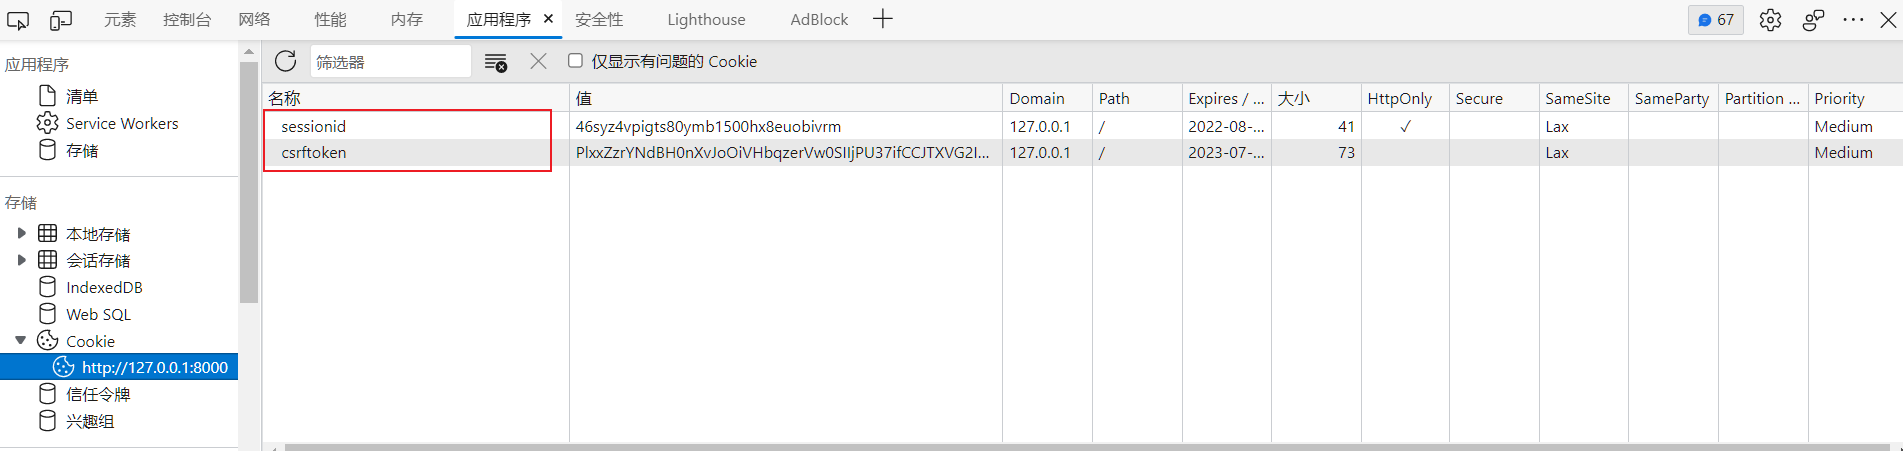 元素 控制台 网络 性能 内存 应用程序 × 安全性 Lighthouse AdBlock + 67
应用程序
清单
Service Workers
存储
存储
本地存储
会话存储
IndexedDB
Web SQL
Cookie
http://127.0.0.1:8000
信任令牌
兴趣组
筛选器 仅显示有问题的 Cookie
名称 值 Domain Path Expires / ... 大小 HttpOnly Secure SameSite SameParty Partition ... Priority
sessionid 46syz4vpigts80ymb1500hx8euobivrm 127.0.0.1 / 2022-08-... 41 ✓ Lax Medium
csrftoken PlxxZzrYNdBH0nXvJoOiVHbqzerVw0SIIjPU37ifCCJTXVG2I... 127.0.0.1 / 2023-07-... 73 Lax Medium